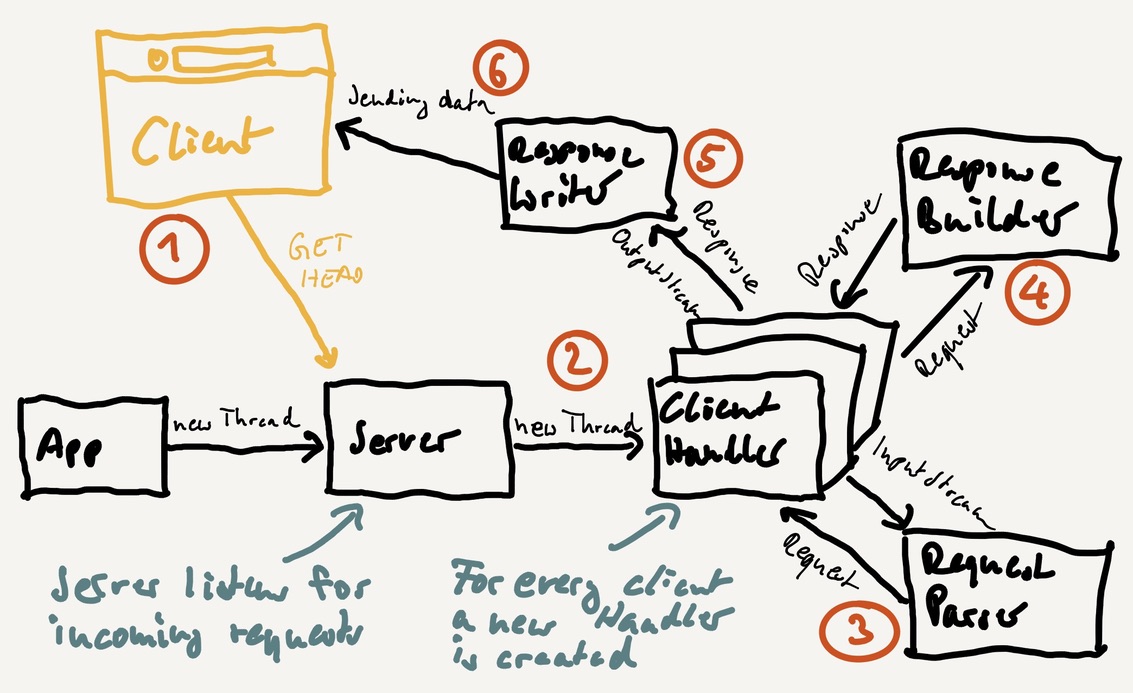 6
Sending data
Client
Response
Writer
5
Response
Builder
1
GET
HEAD
Response
OutputStream
Response
4
Request
2
App
new Thread
Server
new Thread
Client
Handler
InputStream
Request
Request
Parser
3
Server listens for
incoming requests
For every client
a new Handler
is created